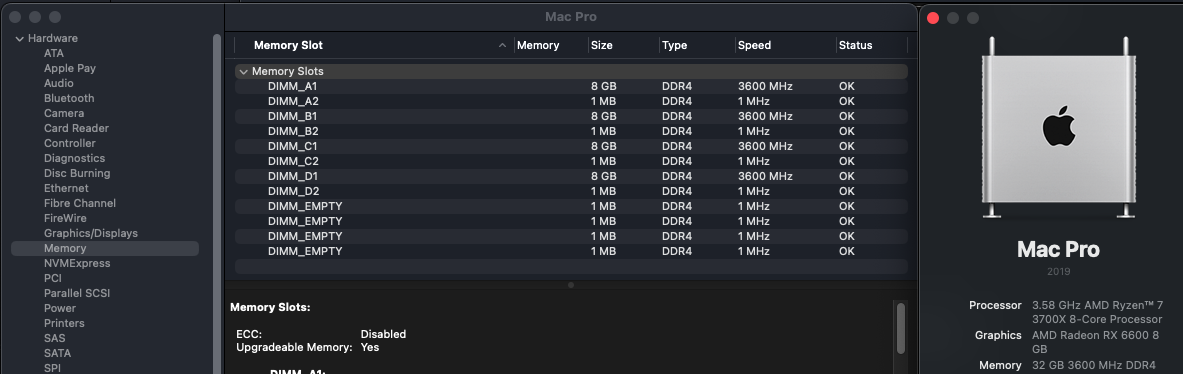 Mac Pro
Hardware
ATA
Apple Pay
Audio
Bluetooth
Camera
Card Reader
Controller
Diagnostics
Disc Burning
Ethernet
Fibre Channel
FireWire
Graphics/Displays
Memory
NVMExpress
PCI
Parallel SCSI
Power
Printers
SAS
SATA
SPI
Memory Slot Memory Size Type Speed Status
Memory Slots
DIMM_A1 8 GB DDR4 3600 MHz OK
DIMM_A2 1 MB DDR4 1 MHz OK
DIMM_B1 8 GB DDR4 3600 MHz OK
DIMM_B2 1 MB DDR4 1 MHz OK
DIMM_C1 8 GB DDR4 3600 MHz OK
DIMM_C2 1 MB DDR4 1 MHz OK
DIMM_D1 8 GB DDR4 3600 MHz OK
DIMM_D2 1 MB DDR4 1 MHz OK
DIMM_EMPTY 1 MB DDR4 1 MHz OK
DIMM_EMPTY 1 MB DDR4 1 MHz OK
DIMM_EMPTY 1 MB DDR4 1 MHz OK
DIMM_EMPTY 1 MB DDR4 1 MHz OK
Memory Slots:
ECC: Disabled
Upgradeable Memory: Yes
DIMM_A1:
Mac Pro
2019
Processor 3.58 GHz AMD Ryzen™ 7
3700X 8-Core Processor
Graphics AMD Radeon RX 6600 8
GB
Memory 32 GB 3600 MHz DDR4